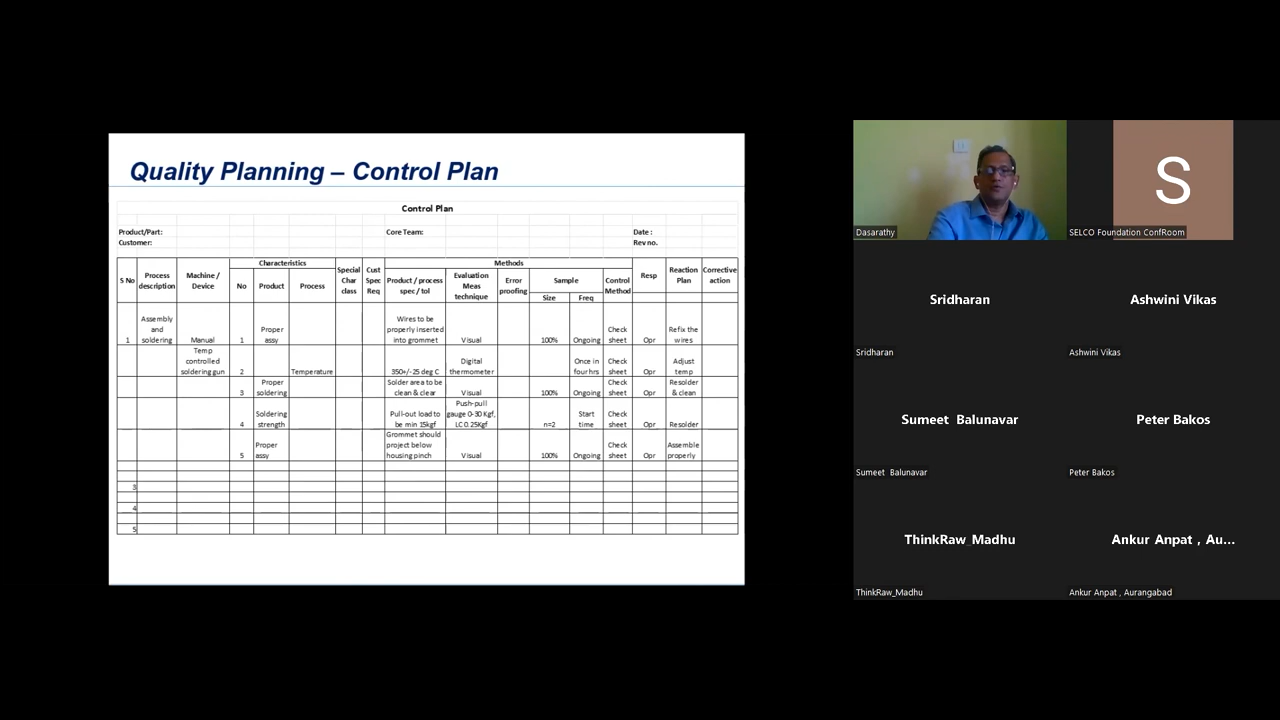 Quality Planning – Control Plan
Control Plan
Product/Part: Core Team: Date :
Customer: Rev no.
Characteristics Methods
S No Process description Machine / Device No Product Process Special Char class Cust Spec Req Product / process spec / tol Evaluation Meas technique Error proofing Sample Size Freq Control Method Resp Reaction Plan Corrective action
1 Assembly and soldering Manual 1 Proper assy Wires to be properly inserted into grommet Visual 100% Ongoing Check sheet Opr Refix the wires
Temp controlled soldering gun 2 Temperature 350+/-25 deg C Digital thermometer Once in four hrs Check sheet Opr Adjust temp
3 Proper soldering Solder area to be clean & clear Visual 100% Ongoing Check sheet Opr Resolder & clean
4 Soldering strength Pull-out load to be min 15kgf Push-pull gauge 0-30 Kgf, LC 0.25Kgf n=2 Start time Check sheet Opr Resolder
5 Proper assy Grommet should project below housing pinch Visual 100% Ongoing Check sheet Opr Assemble properly
3
4
5
Dasarathy
S
SELCO Foundation ConfRoom
Sridharan
Sridharan
Ashwini Vikas
Ashwini Vikas
Sumeet Balunavar
Sumeet Balunavar
Peter Bakos
Peter Bakos
ThinkRaw_Madhu
ThinkRaw_Madhu
Ankur Anpat , Au...
Ankur Anpat , Aurangabad